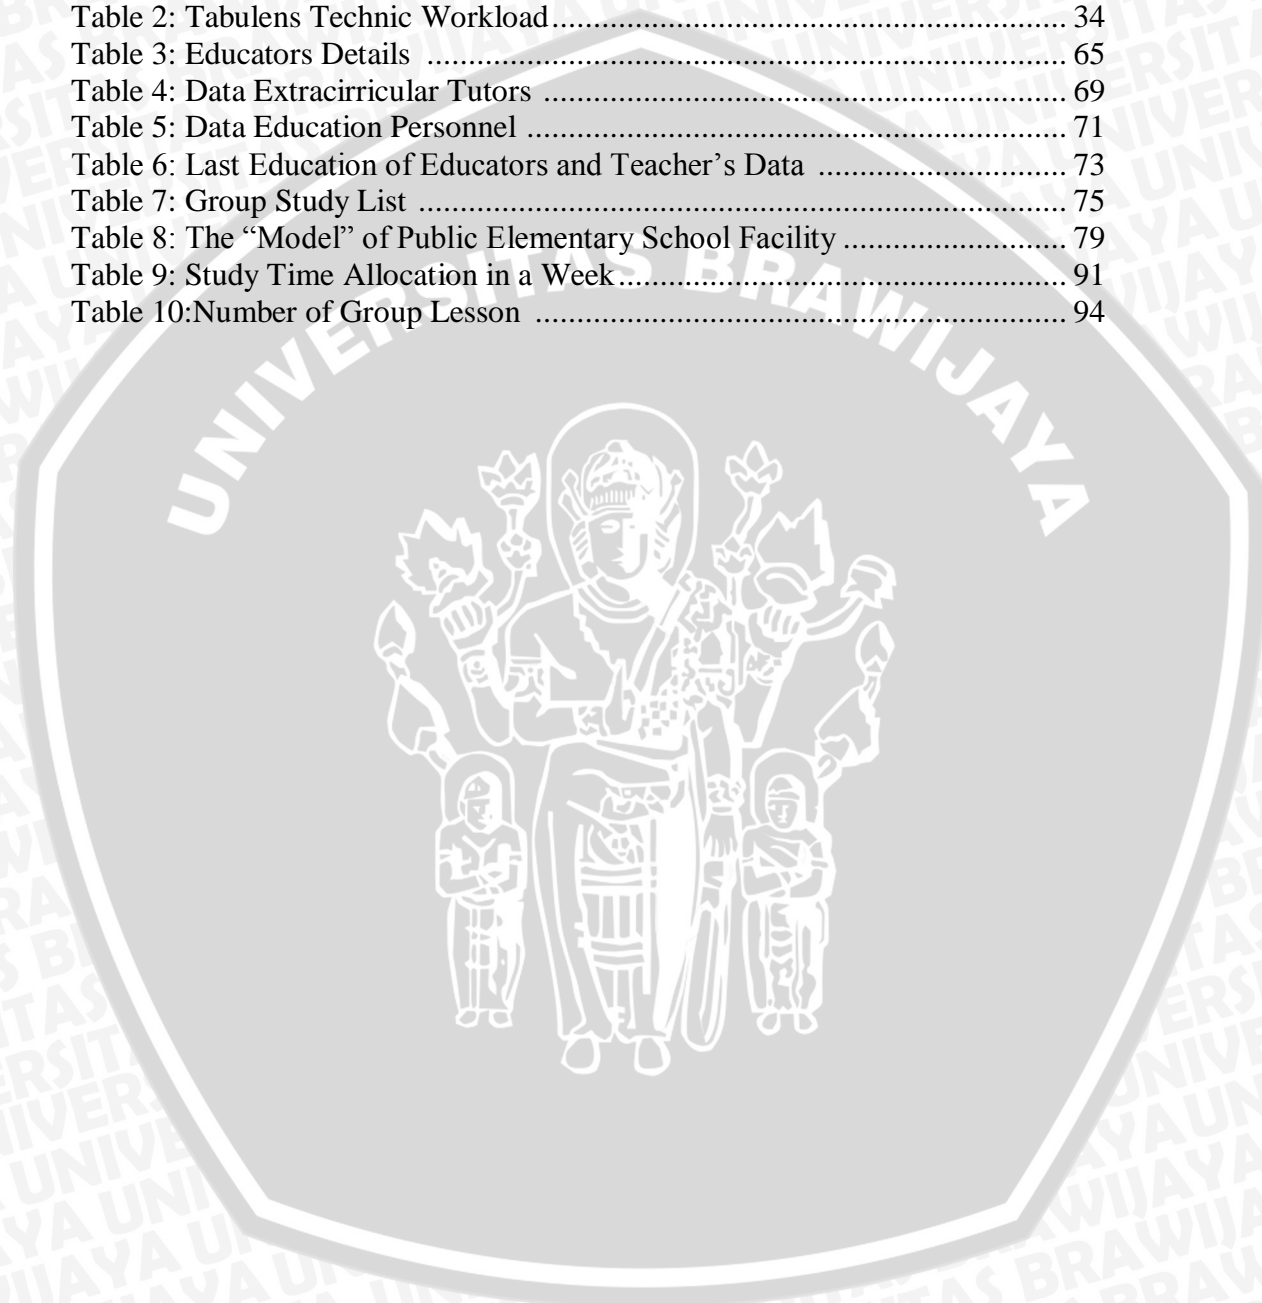 Table 2: Tabulens Technic Workload................................................................ 34
Table 3: Educators Details ................................................................................. 65
Table 4: Data Extracirricular Tutors .................................................................. 69
Table 5: Data Education Personnel .................................................................... 71
Table 6: Last Education of Educators and Teacher’s Data ............................... 73
Table 7: Group Study List .................................................................................. 75
Table 8: The “Model” of Public Elementary School Facility ............................ 79
Table 9: Study Time Allocation in a Week........................................................ 91
Table 10:Number of Group Lesson ................................................................... 94
UNIVERSITAS BRAWIJAYA